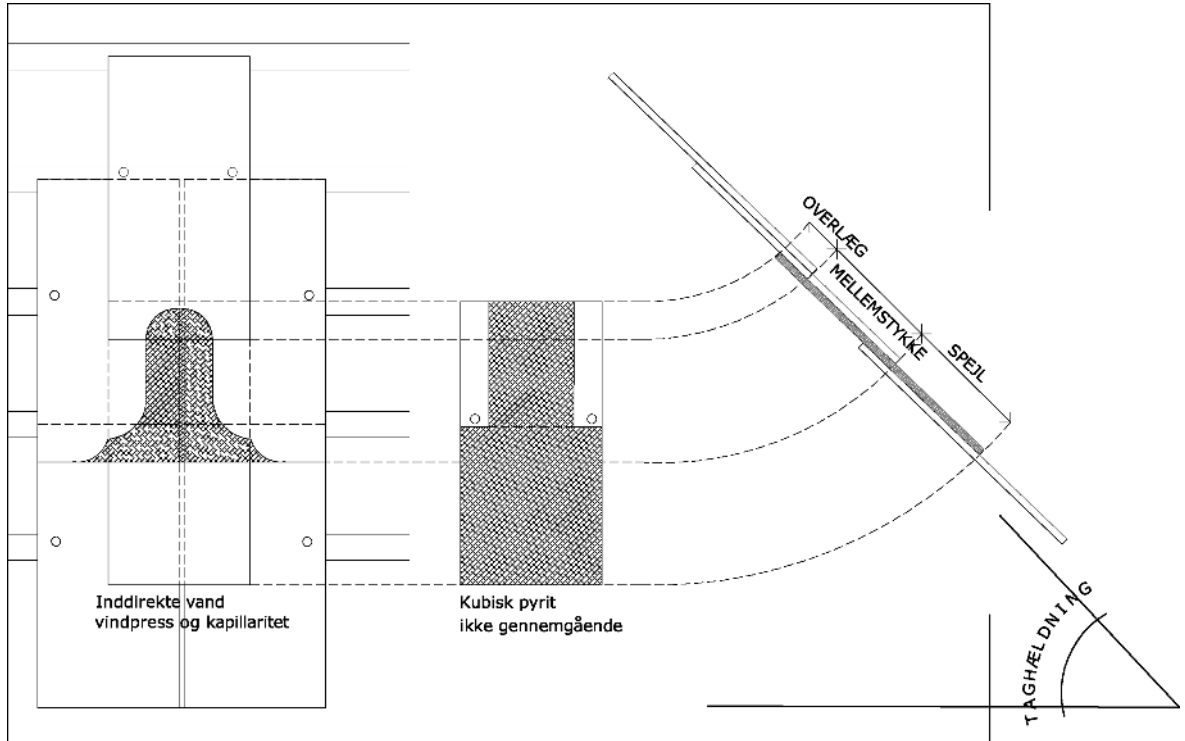 OVERLÆG
MELLEMSTYKKE
SPEJL
Inddirekte vand
vindpress og kapillaritet
Kubisk pyrit
ikke gennemgående
TAGHÆLDNING